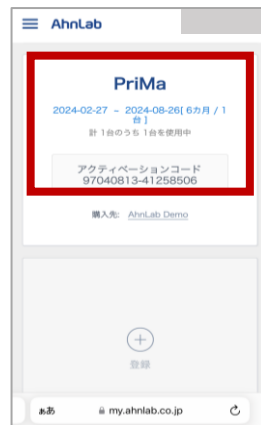 AhnLab
PriMa
2024-02-27 – 2024-08-26[ 6カ月 / 1
台 ]
計 1台のうち 1台を使用中
アクティベーションコード
97040813-41258506
購入先: AhnLab Demo
登録
ぁあ my.ahnlab.co.jp